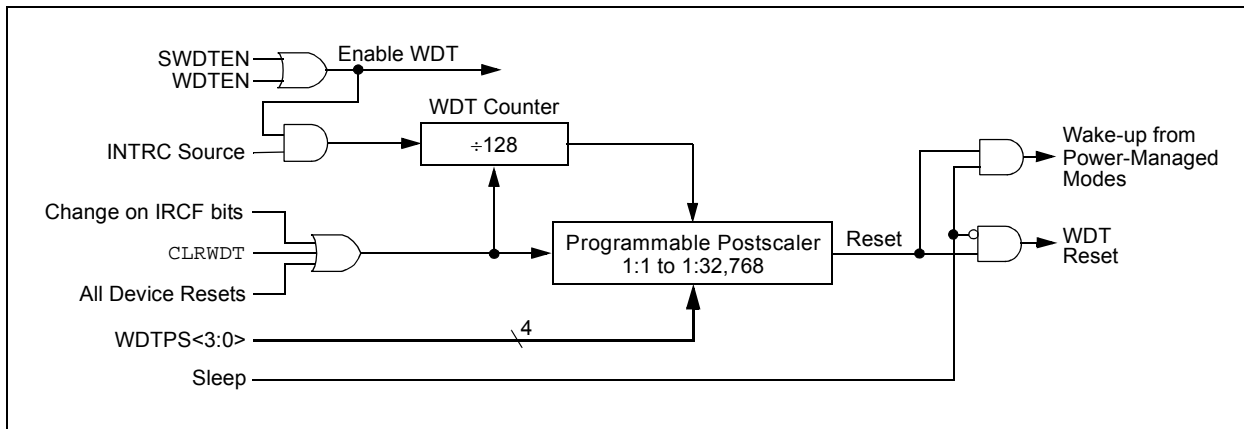 SWDTEN
WDTEN
Enable WDT
WDT Counter
÷128
INTRC Source
Wake-up from
Power-Managed
Modes
Change on IRCF bits
CLRWDT
All Device Resets
Programmable Postscaler
1:1 to 1:32,768
Reset
WDT
Reset
4
WDTPS<3:0>
Sleep